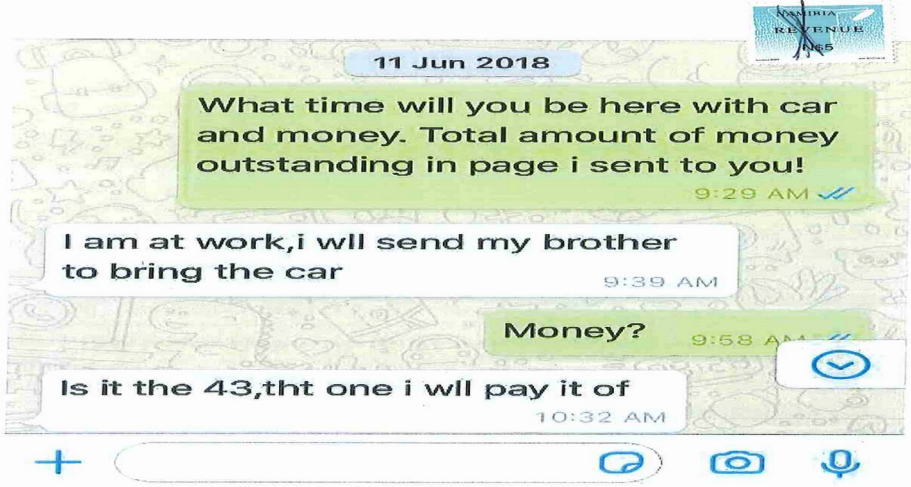 NAMIBIA
REVENUE
N$5
11 Jun 2018
What time will you be here with car
and money. Total amount of money
outstanding in page i sent to you!
9:29 AM
I am at work,i wll send my brother
to bring the car
9:39 AM
Money?
9:58 AM
Is it the 43,tht one i wll pay it of
10:32 AM